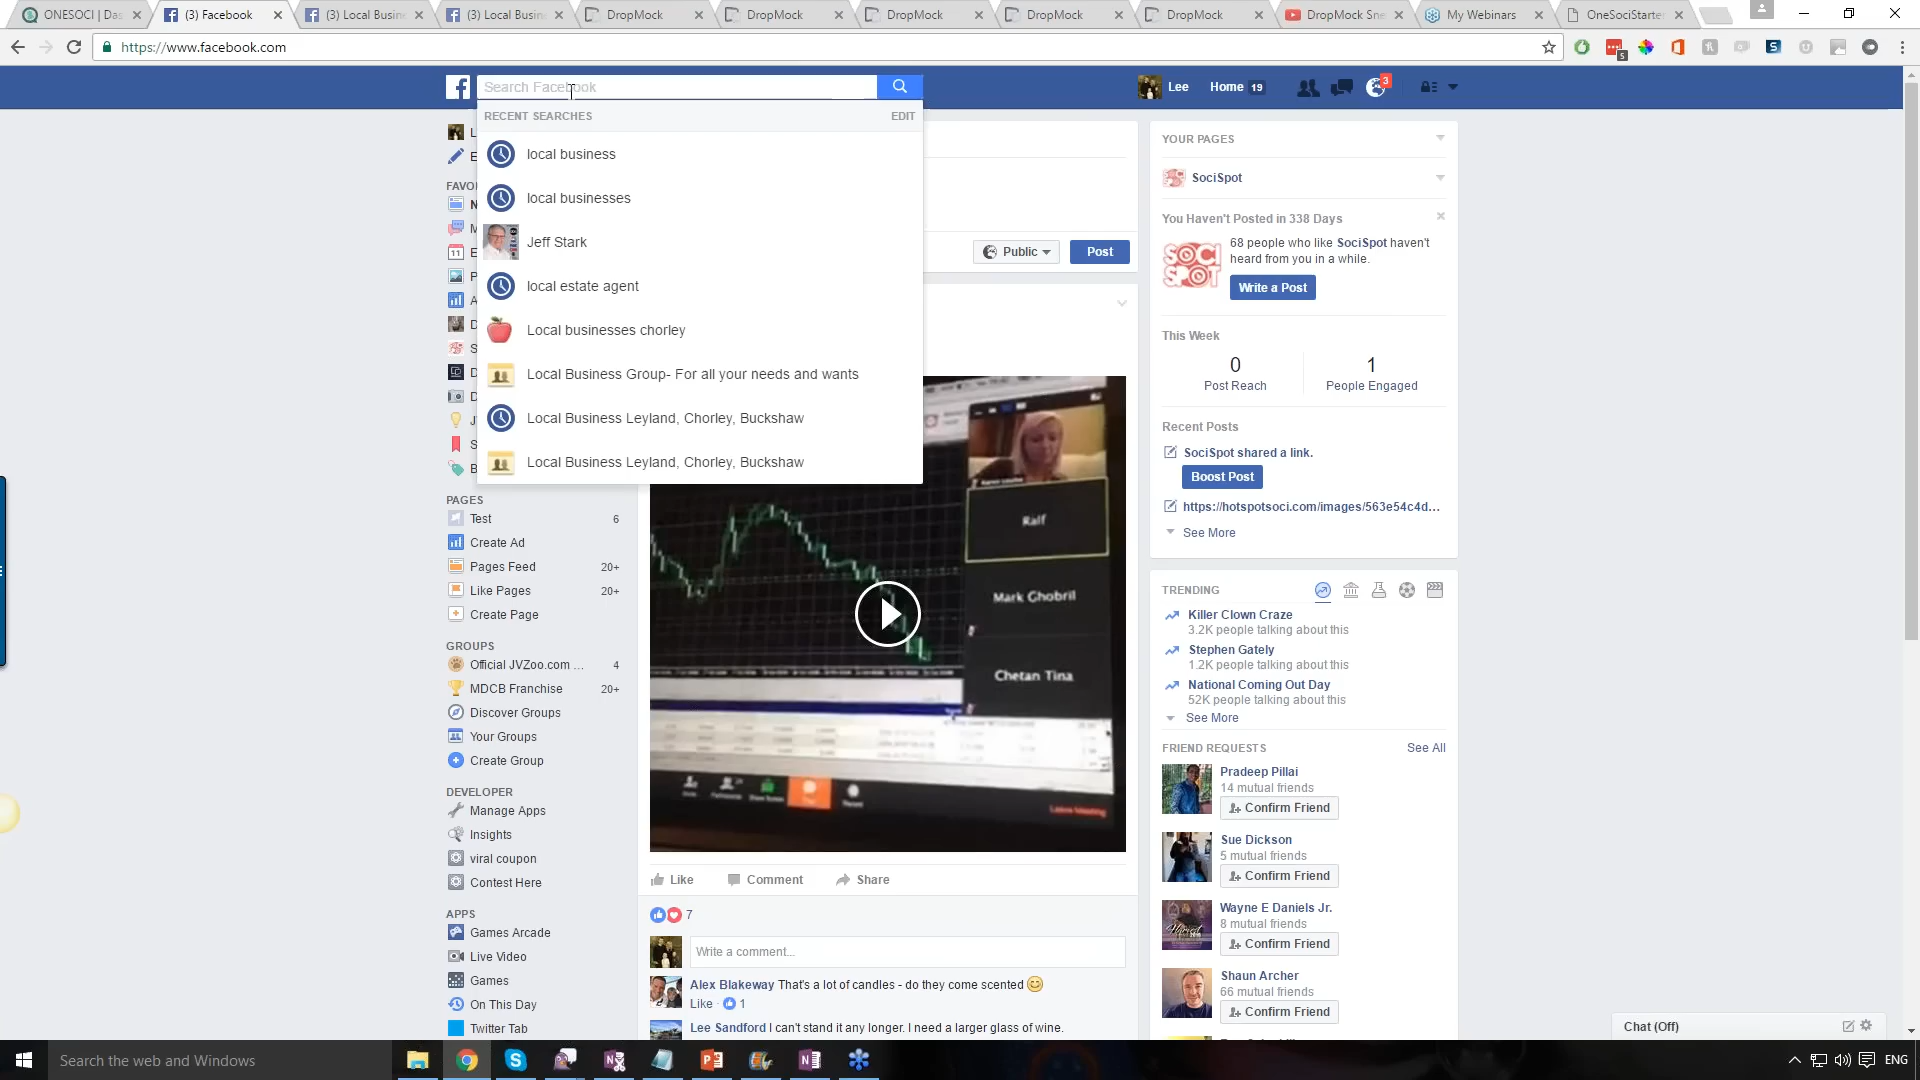 ONESOCI | Das
(3) Facebook
(3) Local Busine
(3) Local Busin
DropMock
DropMock
DropMock
DropMock
DropMock
DropMock Sne
My Webinars
OneSociStarter
https://www.facebook.com
5
Search Facebook
Lee
Home 19
3
RECENT SEARCHES
EDIT
local business
local businesses
Jeff Stark
local estate agent
Local businesses chorley
Local Business Group- For all your needs and wants
Local Business Leyland, Chorley, Buckshaw
Local Business Leyland, Chorley, Buckshaw
L
E
FAVO
N
M
11 E
P
A
D
S
D
D
J
S
B
PAGES
Test 6
Create Ad
Pages Feed 20+
Like Pages 20+
Create Page
GROUPS
Official JVZoo.com ... 4
MDCB Franchise 20+
Discover Groups
Your Groups
Create Group
DEVELOPER
Manage Apps
Insights
viral coupon
Contest Here
APPS
Games Arcade
Live Video
Games
On This Day
Twitter Tab
Public
Post
Ralf
Mark Ghobril
Chetan Tina
Leave Meeting
Like
Comment
Share
7
Write a comment...
Alex Blakeway That's a lot of candles - do they come scented
Like · 1
Lee Sandford I can't stand it any longer. I need a larger glass of wine.
YOUR PAGES
SociSpot
You Haven't Posted in 338 Days
SOCI
SPOT
68 people who like SociSpot haven't
heard from you in a while.
Write a Post
This Week
0
Post Reach
1
People Engaged
Recent Posts
SociSpot shared a link.
Boost Post
https://hotspotsoci.com/images/563e54c4d...
See More
TRENDING
Killer Clown Craze
3.2K people talking about this
Stephen Gately
1.2K people talking about this
National Coming Out Day
52K people talking about this
See More
FRIEND REQUESTS
See All
Pradeep Pillai
14 mutual friends
Confirm Friend
Sue Dickson
5 mutual friends
Confirm Friend
Wayne E Daniels Jr.
8 mutual friends
Confirm Friend
Shaun Archer
66 mutual friends
Confirm Friend
Chat (Off)
Search the web and Windows
ENG